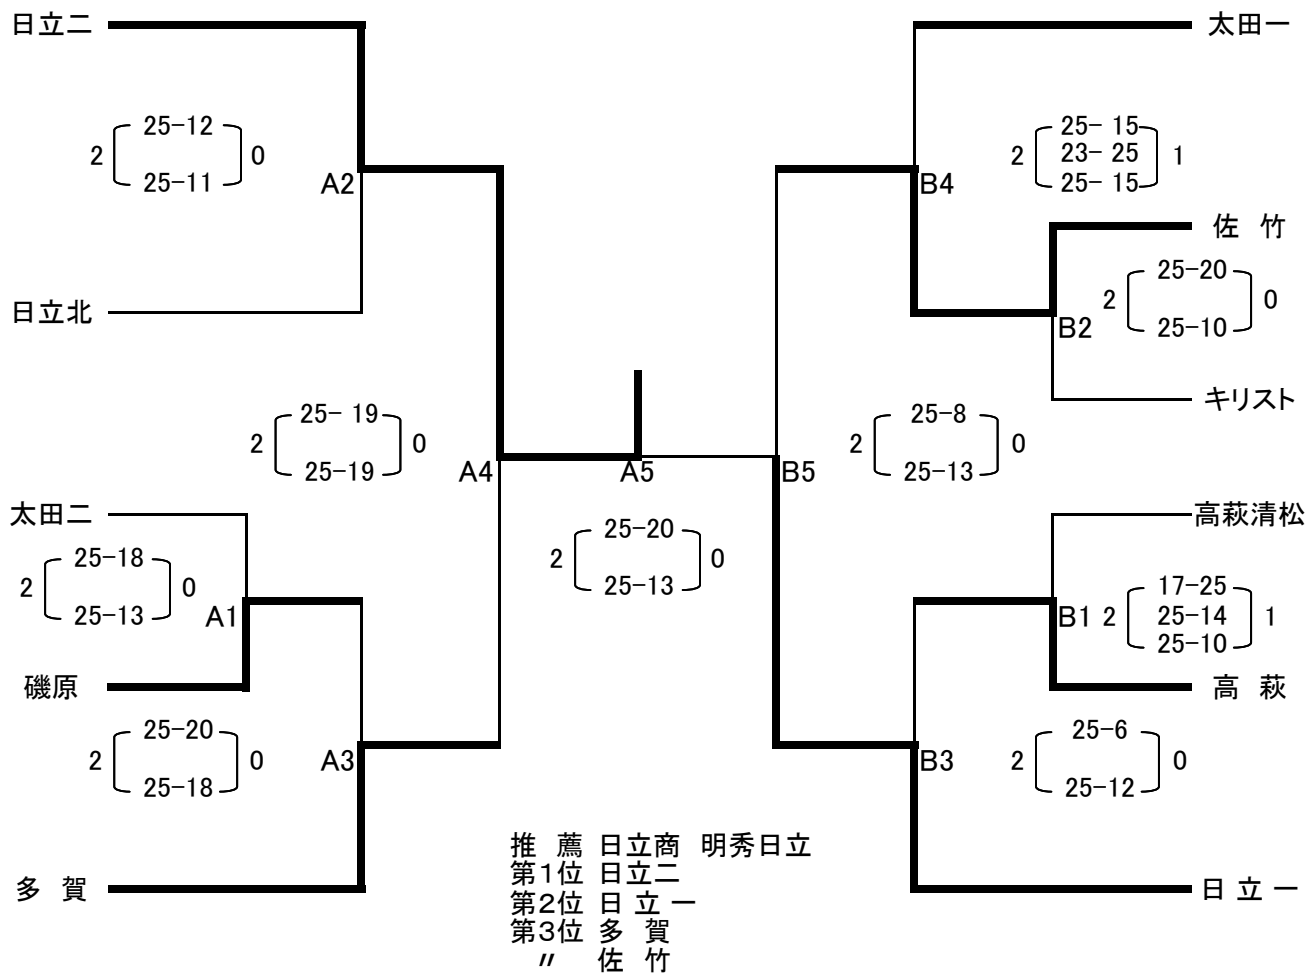 日立二
太田一
25-12
2 0
25-11
A2
B4
25- 15
2 23- 25 1
25- 15
佐 竹
25-20
2 0
25-10
B2
日立北
キリスト
25- 19
2 0
25-19
A4
A5
25-8
2 0
25-13
B5
太田二
高萩清松
25-18
2 0
25-13
A1
25-20
2 0
25-13
17-25
B1 2 25-14 1
25-10
磯原
高 萩
25-20
2 0
25-18
A3
B3
25-6
2 0
25-12
多 賀
日 立 一
推 薦 日立商 明秀日立
第1位 日立二
第2位 日 立 一
第3位 多 賀
〃 佐 竹